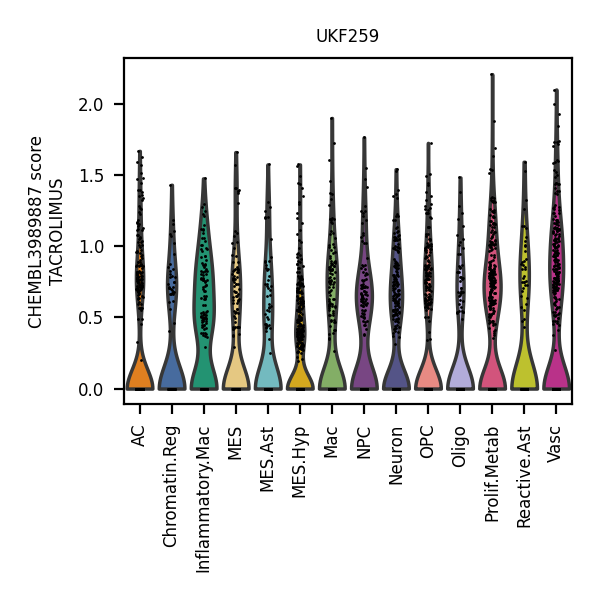 UKF259
CHEMBL3989887 score
TACROLIMUS
2.0
1.5
1.0
0.5
0.0
AC
Chromatin.Reg
Inflammatory.Mac
MES
MES.Ast
MES.Hyp
Mac
NPC
Neuron
OPC
Oligo
Prolif.Metab
Reactive.Ast
Vasc